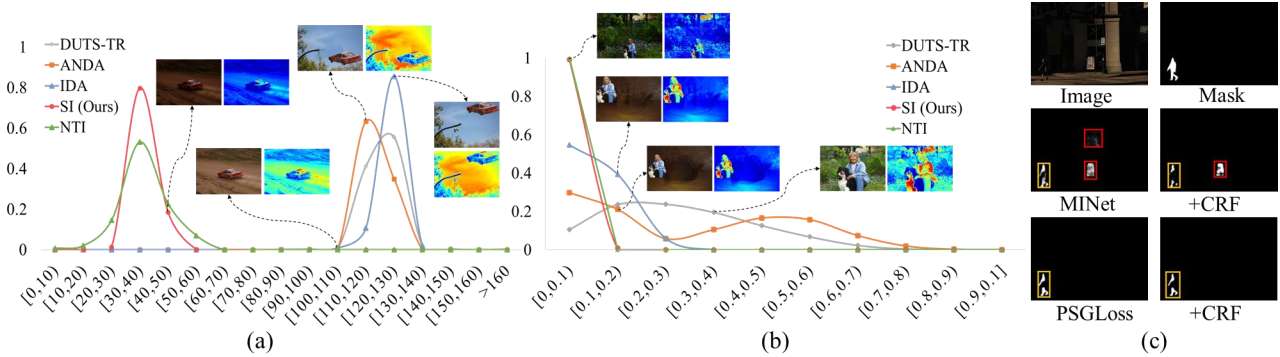 1
0.8
0.6
0.4
0.2
0
DUTS-TR
ANDA
IDA
SI (Ours)
NTI
[0,10)
[10,20)
[20,30)
[30,40)
[40,50)
[50,60)
[60,70)
[70,80)
[80,90)
[90,100)
[100,110)
[110,120)
[120,130)
[130,140)
[140,150)
[150,160)
>160
(a)
1
0.8
0.6
0.4
0.2
0
DUTS-TR
ANDA
IDA
SI (Ours)
NTI
[0,0.1)
[0.1,0.2)
[0.2,0.3)
[0.3,0.4)
[0.4,0.5)
[0.5,0.6)
[0.6,0.7)
[0.7,0.8)
[0.8,0.9)
[0.9,0.1]
(b)
Image Mask
MINet +CRF
PSGLoss +CRF
(c)